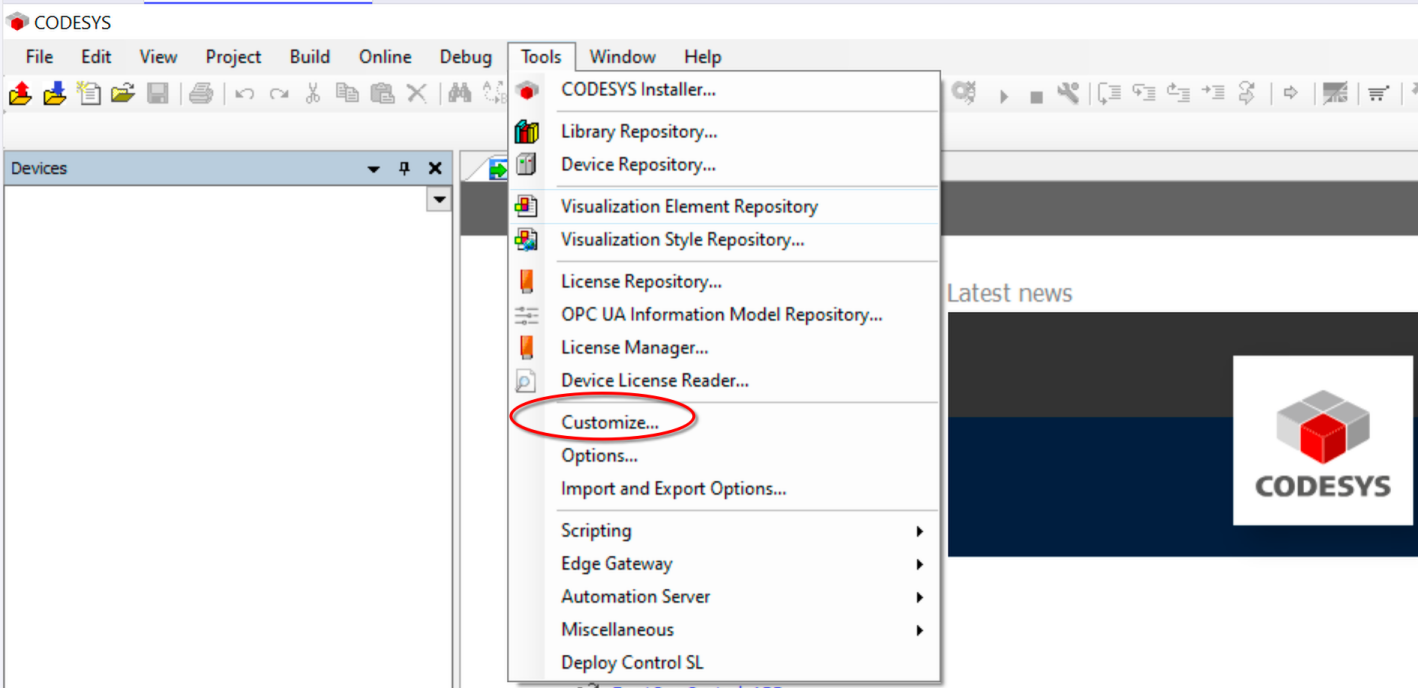 CODESYS
File Edit View Project Build Online Debug Tools Window Help
CODESYS Installer...
Library Repository...
Device Repository...
Devices
Visualization Element Repository
Visualization Style Repository...
License Repository...
Latest news
OPC UA Information Model Repository...
License Manager...
Device License Reader...
Customize...
Options...
CODESYS
Import and Export Options...
Scripting
Edge Gateway
Automation Server
Miscellaneous
Deploy Control SL